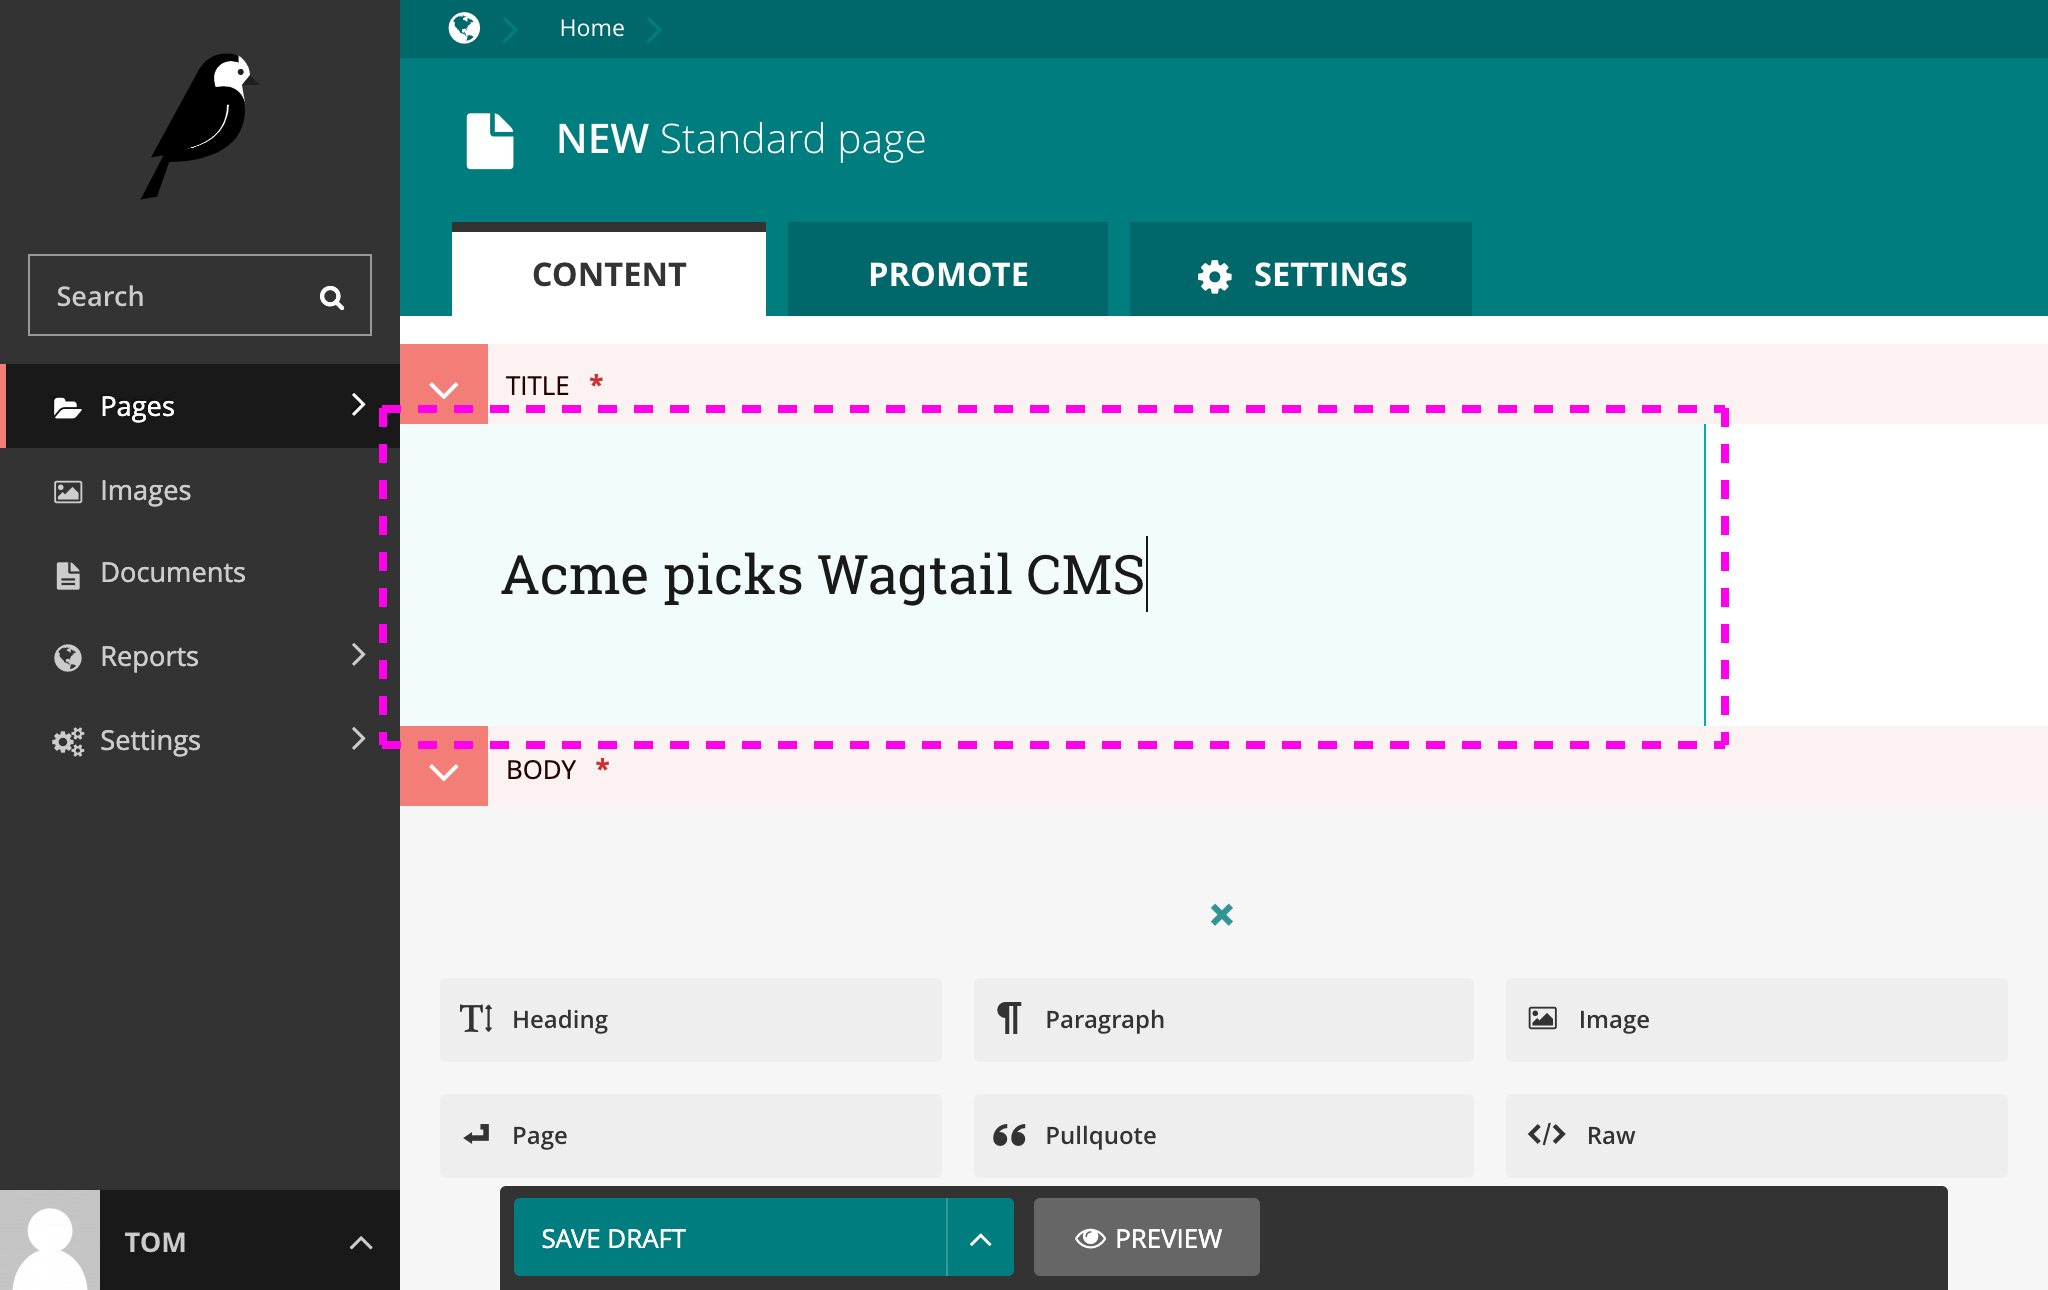 Home
NEW Standard page
CONTENT
PROMOTE
SETTINGS
Search
Pages
Images
Documents
Reports
Settings
TOM
TITLE *
Acme picks Wagtail CMS
BODY *
Heading
Paragraph
Image
Page
Pullquote
Raw
SAVE DRAFT
PREVIEW